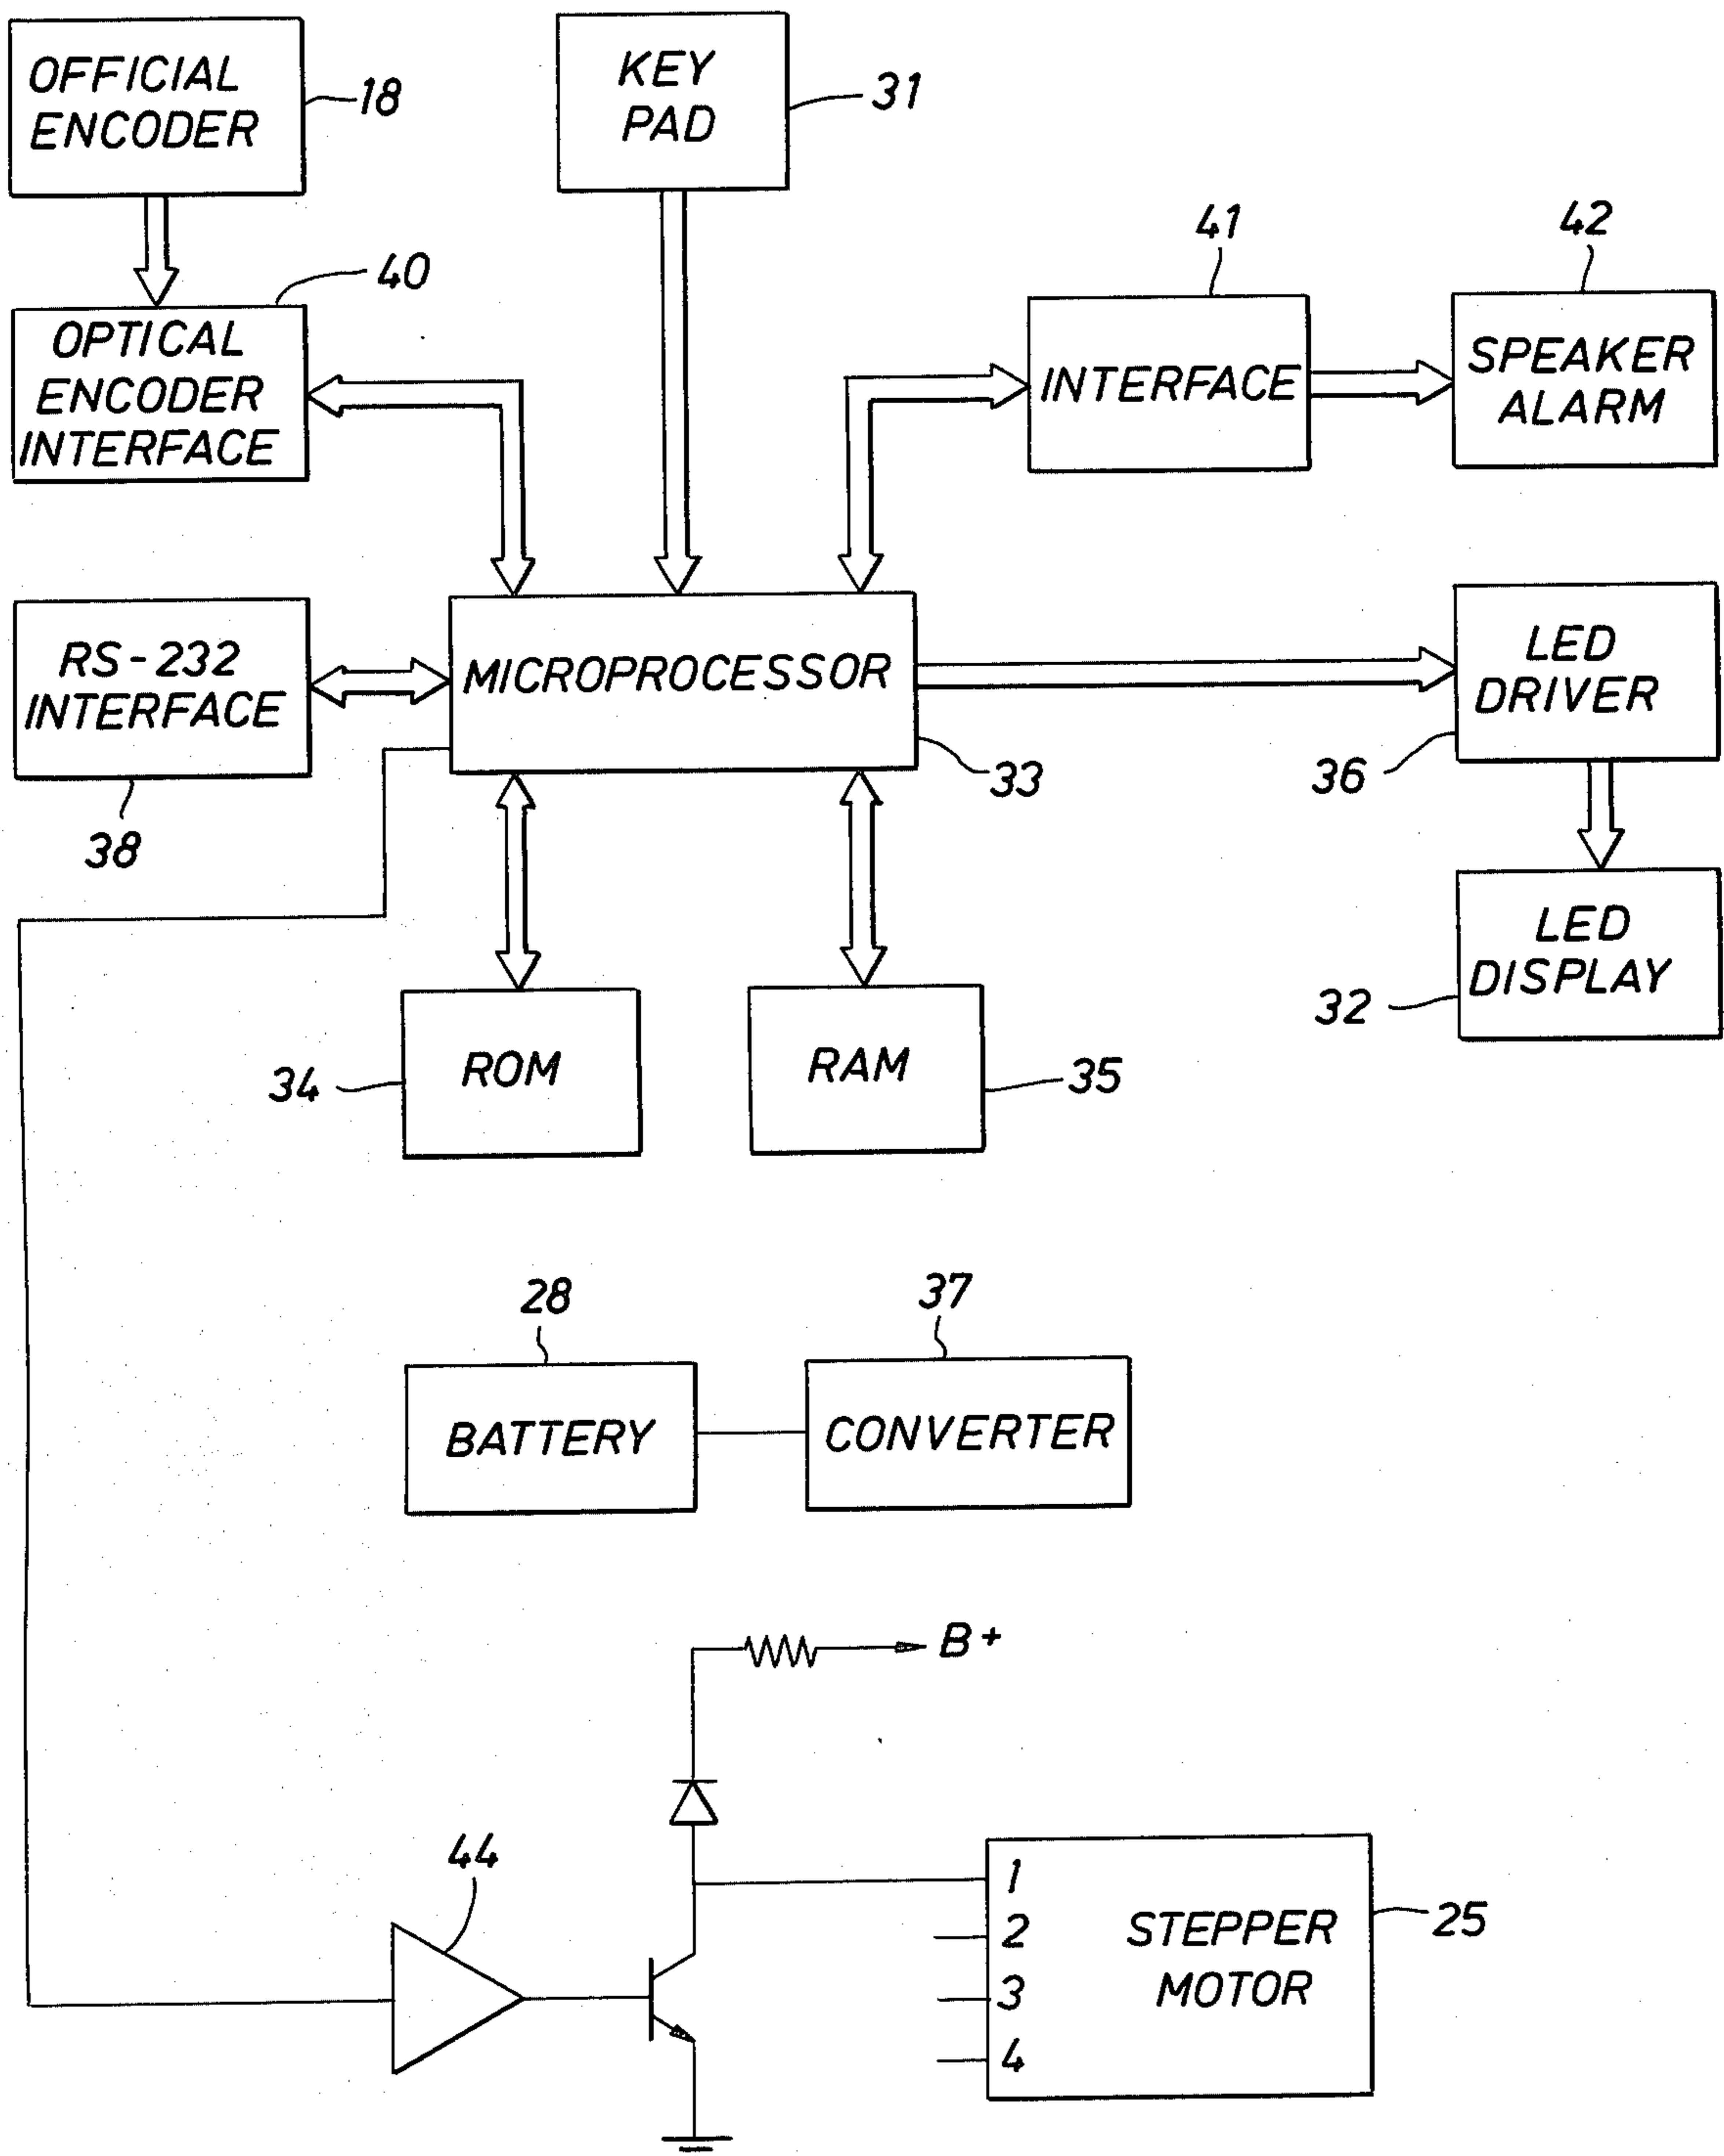 OFFICIAL
ENCODER
18
KEY
PAD
31
40
OPTICAL
ENCODER
INTERFACE
41
INTERFACE
42
SPEAKER
ALARM
RS-232
INTERFACE
38
MICROPROCESSOR
33
LED
DRIVER
36
LED
DISPLAY
32
ROM
34
RAM
35
28
BATTERY
37
CONVERTER
B+
44
1
2
3
4
STEPPER
MOTOR
25